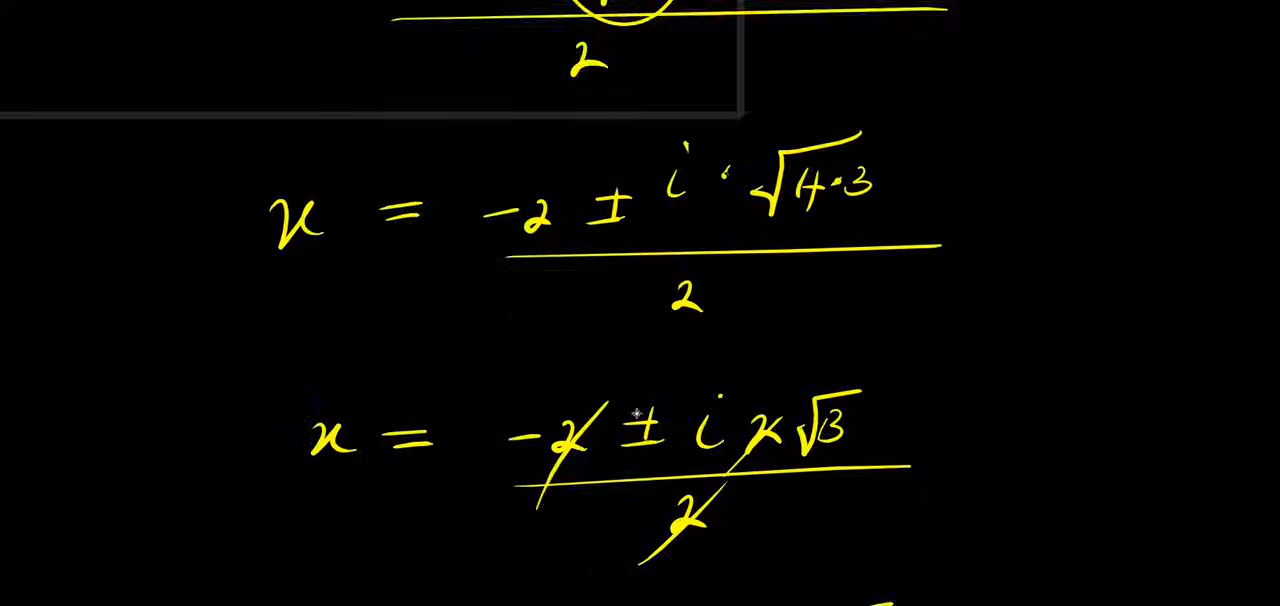 2
x = -2 ± i · √4·3
2
x = -2 ± i 2 √3
2